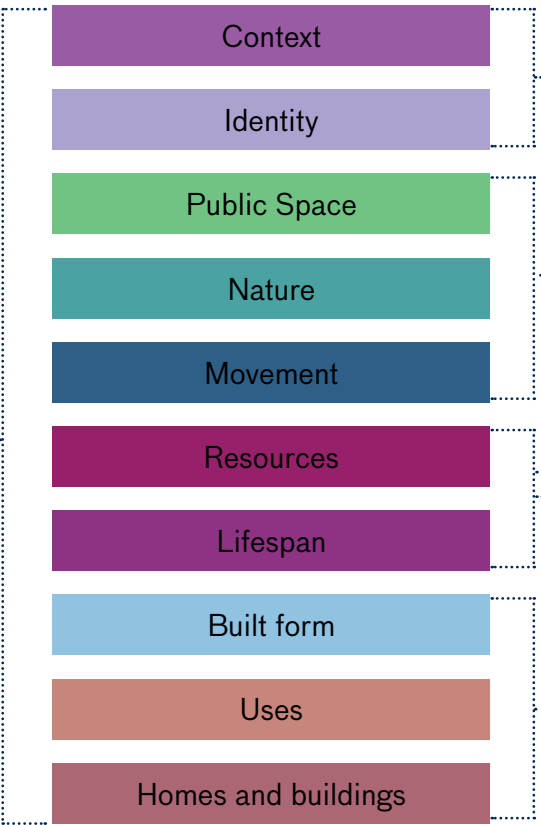 Context
Identity
Public Space
Nature
Movement
Resources
Lifespan
Built form
Uses
Homes and buildings